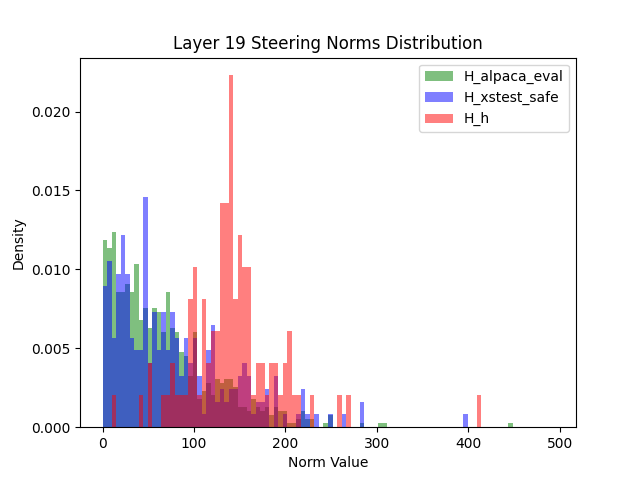 Layer 19 Steering Norms Distribution
H_alpaca_eval
H_xstest_safe
H_h
0.020
0.015
0.010
0.005
0.000
Density
0 100 200 300 400 500
Norm Value